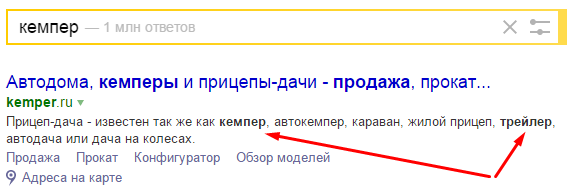 кемпер — 1 млн ответов
Автодома, кемперы и прицепы-дачи - продажа, прокат...
kemper.ru
Прицеп-дача - известен так же как кемпер, автокемпер, караван, жилой прицеп, трейлер,
автодача или дача на колесах.
Продажа Прокат Конфигуратор Обзор моделей
Адреса на карте